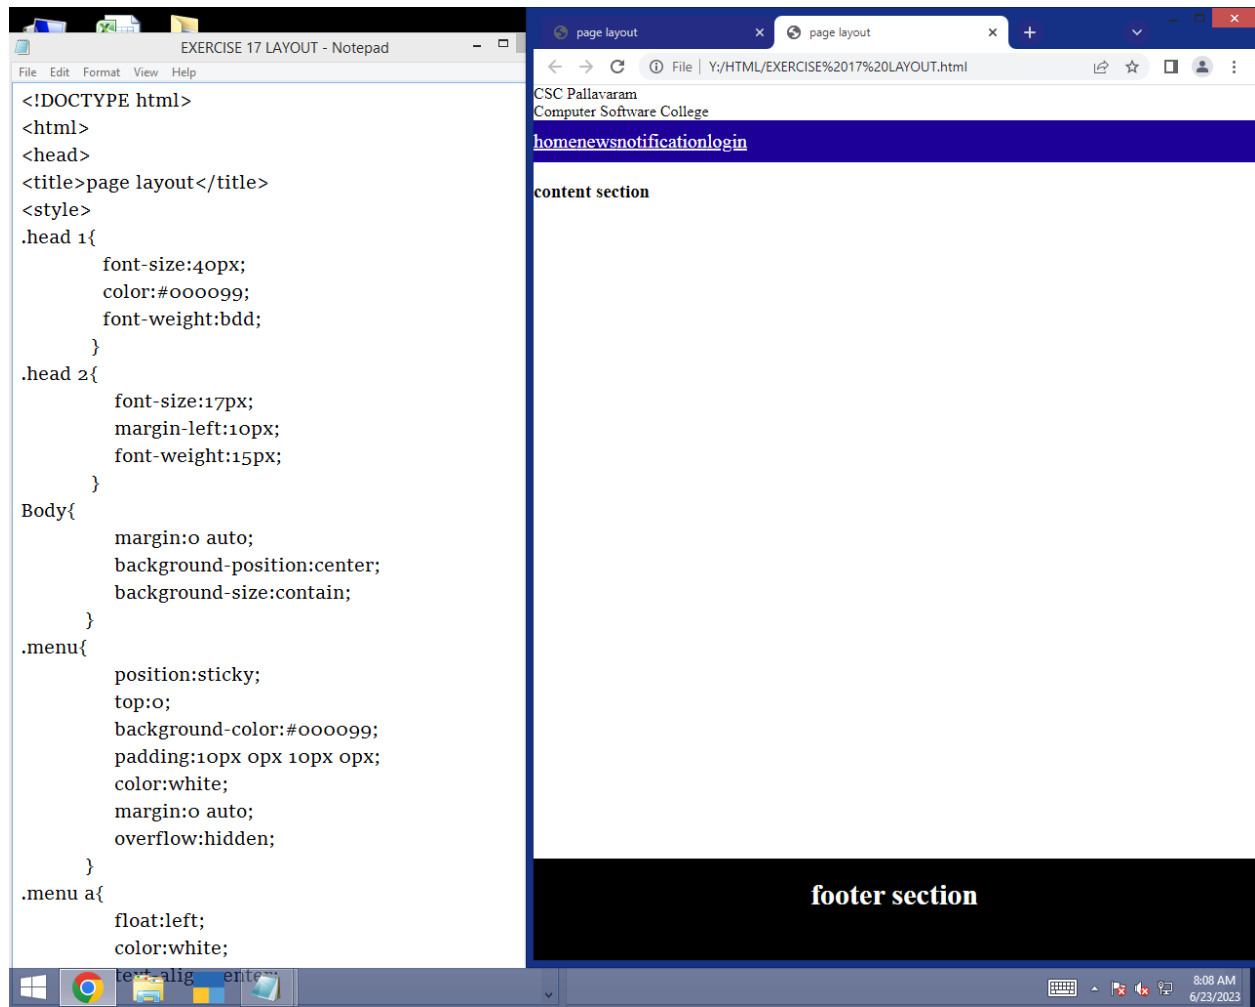 EXERCISE 17 LAYOUT - Notepad
File Edit Format View Help
<!DOCTYPE html>
<html>
<head>
<title>page layout</title>
<style>
.head 1{
font-size:40px;
color:#000099;
font-weight:bdd;
}
.head 2{
font-size:17px;
margin-left:10px;
font-weight:15px;
}
Body{
margin:0 auto;
background-position:center;
background-size:contain;
}
.menu{
position:sticky;
top:0;
background-color:#000099;
padding:10px 0px 10px 0px;
color:white;
margin:0 auto;
overflow:hidden;
}
.menu a{
float:left;
color:white;
page layout
page layout
File | Y:/HTML/EXERCISE%2017%20LAYOUT.html
CSC Pallavaram
Computer Software College
homenewsnotificationlogin
content section
footer section
8:08 AM
6/23/2023